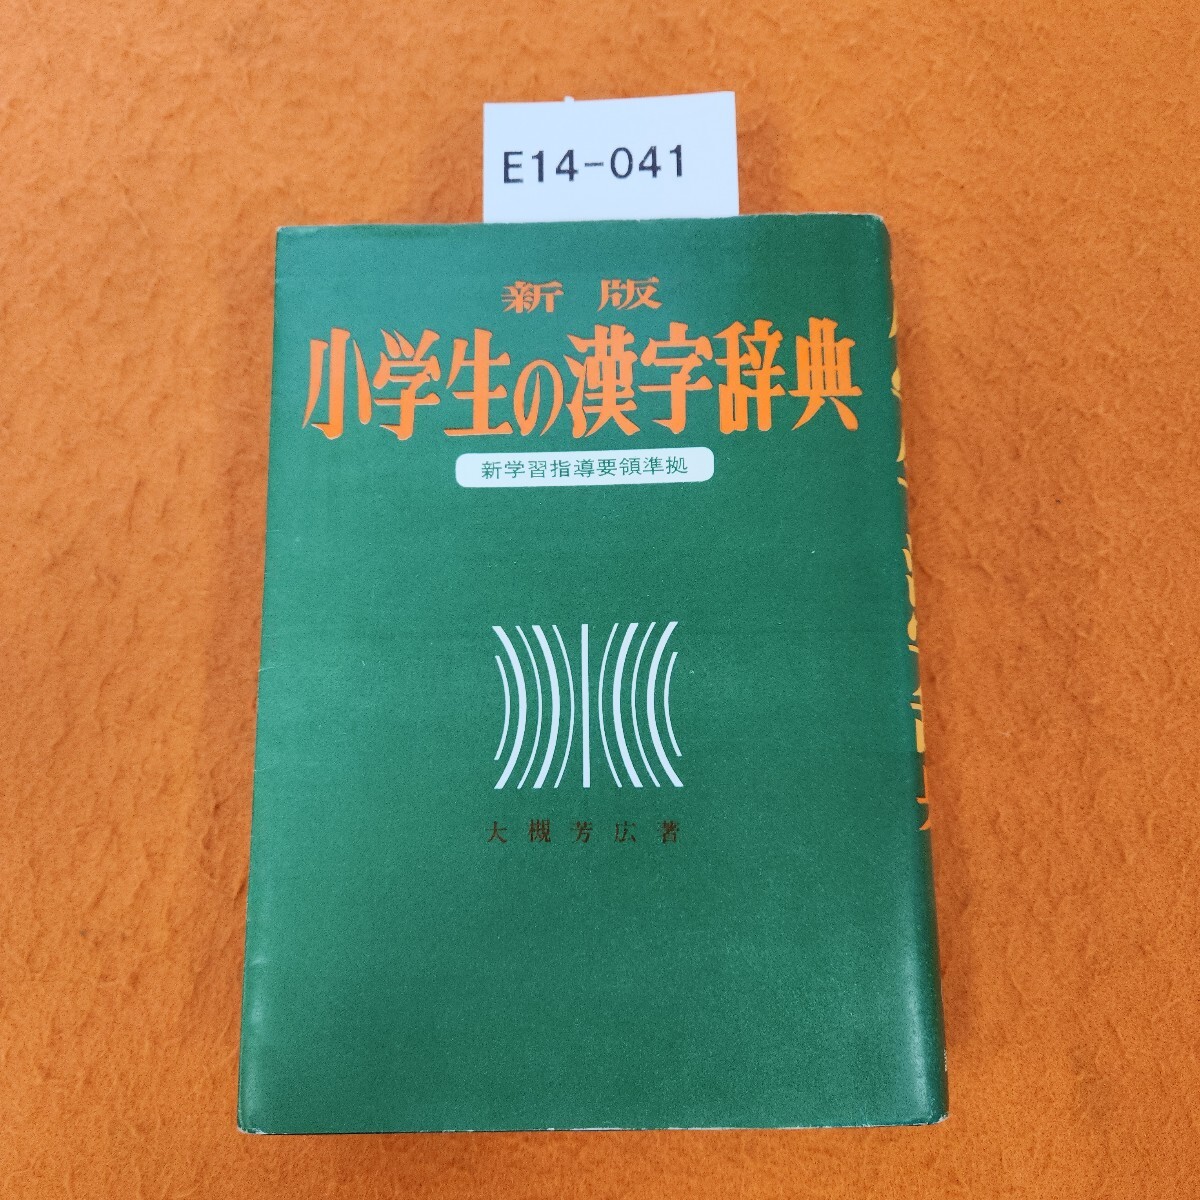 E14-041
新版
小学生の漢字辞典
新学習指導要領準拠
大槻芳広著